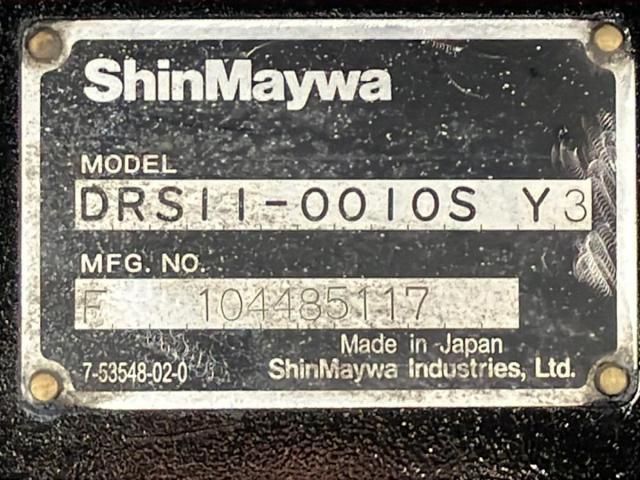 ShinMaywa
MODEL
DRS11-0010S Y3
MFG. NO.
F 104485117
Made in Japan
7-53548-02-0 ShinMaywa Industries, Ltd.